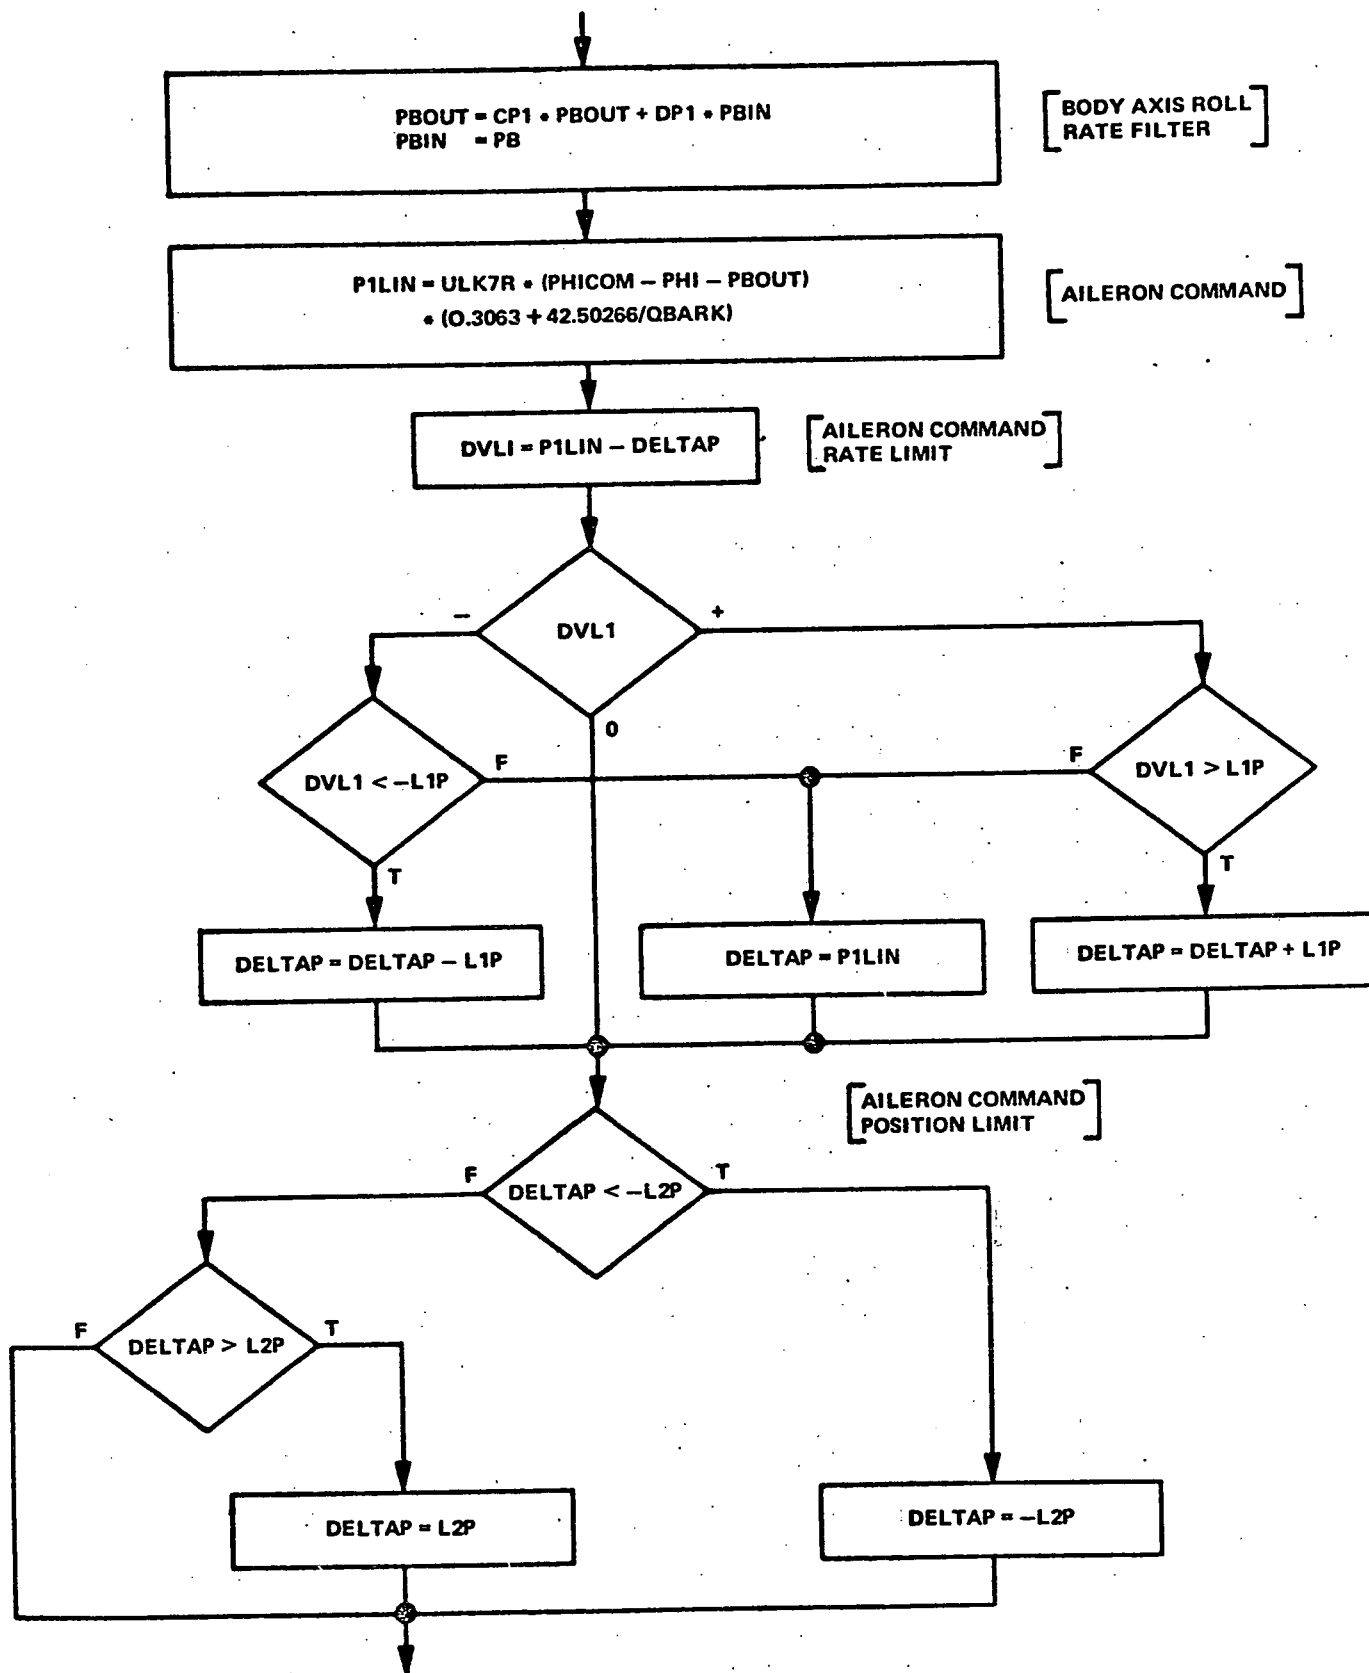 PBOUT = CP1 * PBOUT + DP1 * PBIN
PBIN = PB
[BODY AXIS ROLL
RATE FILTER]
P1LIN = ULK7R * (PHICOM – PHI – PBOUT)
* (0.3063 + 42.50266/QBARK)
[AILERON COMMAND]
DVLI = P1LIN – DELTAP
[AILERON COMMAND
RATE LIMIT]
–
DVL1
+
0
DVL1 < –L1P
F
F
DVL1 > L1P
T
T
DELTAP = DELTAP – L1P
DELTAP = P1LIN
DELTAP = DELTAP + L1P
[AILERON COMMAND
POSITION LIMIT]
F
DELTAP < –L2P
T
F
DELTAP > L2P
T
DELTAP = L2P
DELTAP = –L2P